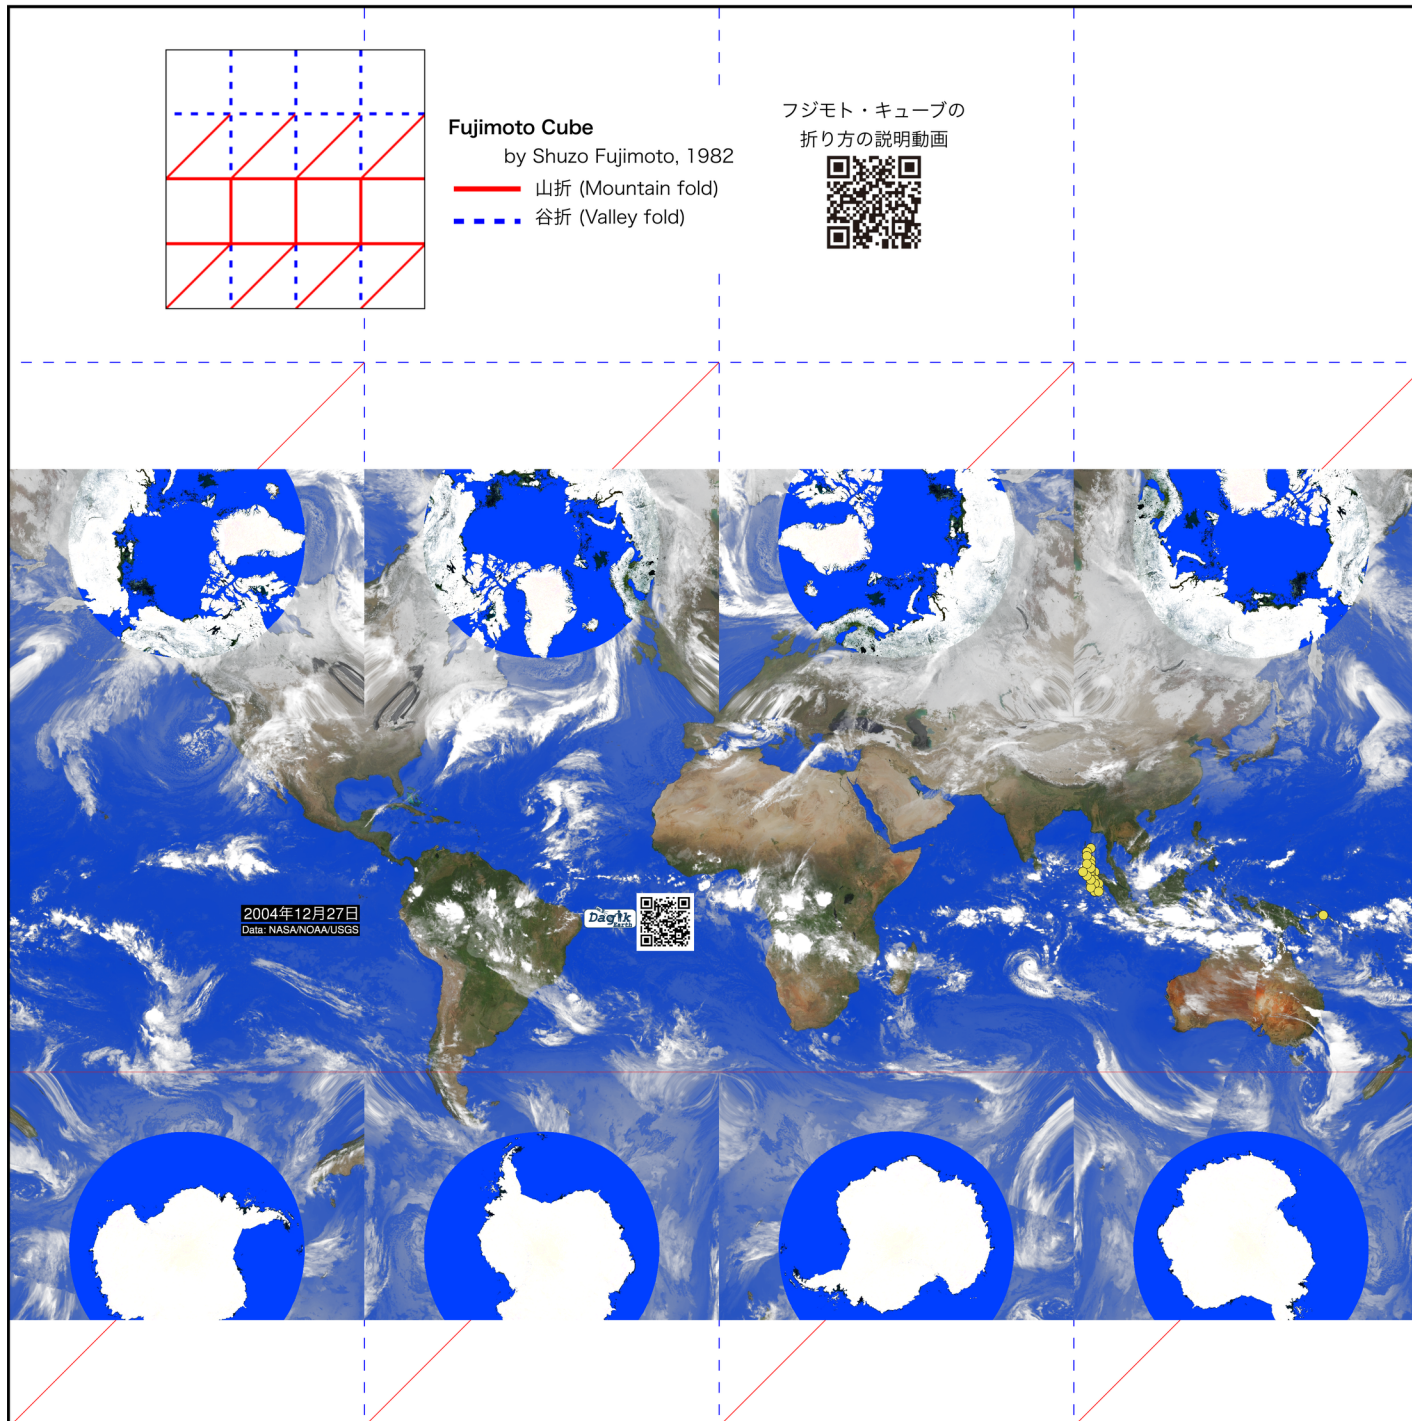 Fujimoto Cube
by Shuzo Fujimoto, 1982
山折 (Mountain fold)
谷折 (Valley fold)
フジモト・キューブの
折り方の説明動画
2004年12月27日
Data: NASA/NOAA/USGS
Dagik
Earth